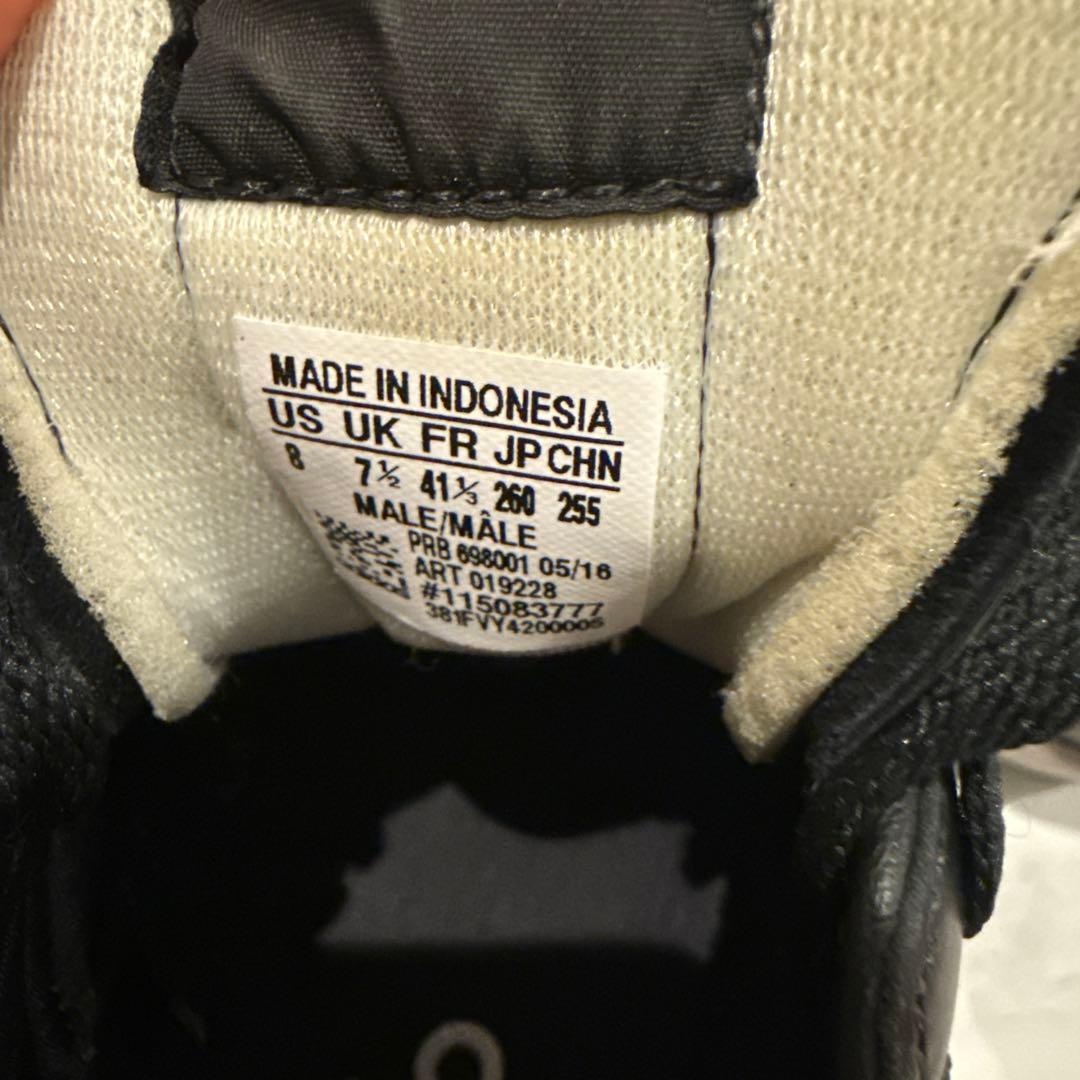 MADE IN INDONESIA
US UK FR JP CHN
8 7½ 41⅓ 260 255
MALE/MÂLE
PRB 698001 05/16
ART 019228
#115083777
381FVY4200005